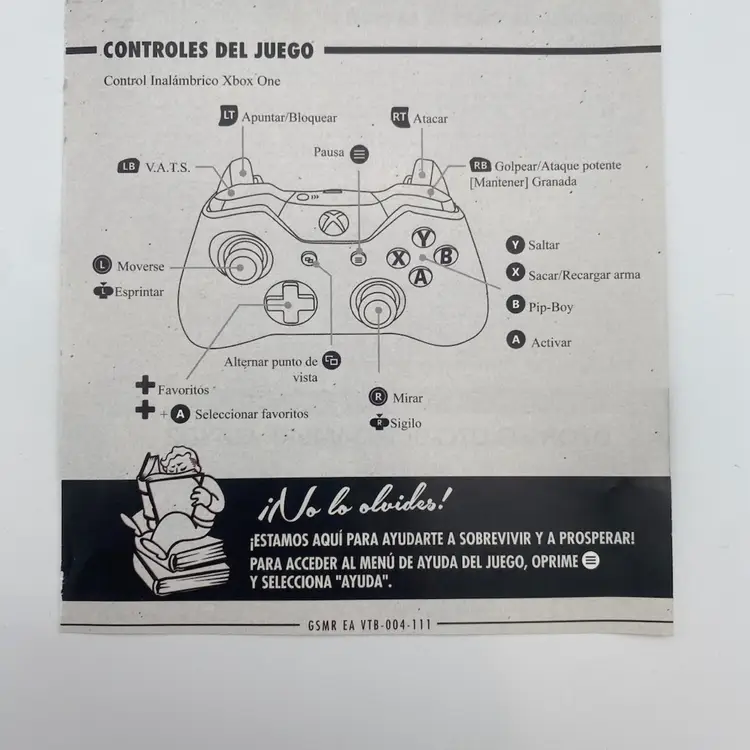 CONTROLES DEL JUEGO
Control Inalámbrico Xbox One
LT Apuntar/Bloquear
RT Atacar
Pausa
LB V.A.T.S.
RB Golpear/Ataque potente
[Mantener] Granada
Y
X B
A
Y Saltar
L Moverse
X Sacar/Recargar arma
L Esprintar
B Pip-Boy
A Activar
Alternar punto de
vista
Favoritos
+ A Seleccionar favoritos
R Mirar
R Sigilo
¡No lo olvides!
¡ESTAMOS AQUÍ PARA AYUDARTE A SOBREVIVIR Y A PROSPERAR!
PARA ACCEDER AL MENÚ DE AYUDA DEL JUEGO, OPRIME
Y SELECCIONA "AYUDA".
GSMR EA VTB-004-111